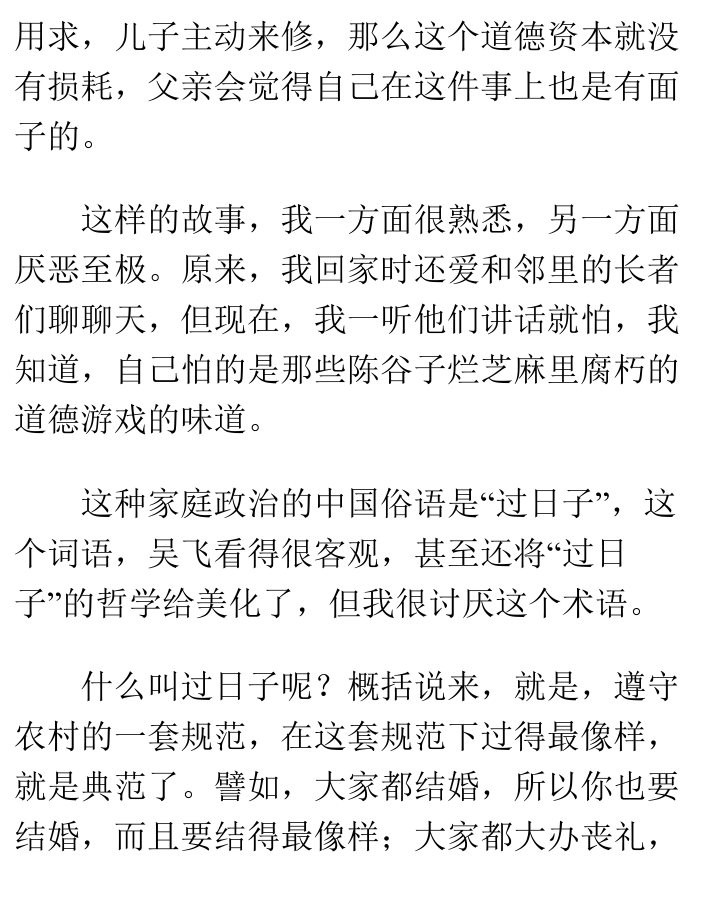 用求，儿子主动来修，那么这个道德资本就没
有损耗，父亲会觉得自己在这件事上也是有面
子的。
这样的故事，我一方面很熟悉，另一方面
厌恶至极。原来，我回家时还爱和邻里的长者
们聊聊天，但现在，我一听他们讲话就怕，我
知道，自己怕的是那些陈谷子烂芝麻里腐朽的
道德游戏的味道。
这种家庭政治的中国俗语是“过日子”，这
个词语，吴飞看得很客观，甚至还将“过日
子”的哲学给美化了，但我很讨厌这个术语。
什么叫过日子呢？概括说来，就是，遵守
农村的一套规范，在这套规范下过得最像样，
就是典范了。譬如，大家都结婚，所以你也要
结婚，而且要结得最像样；大家都大办丧礼，